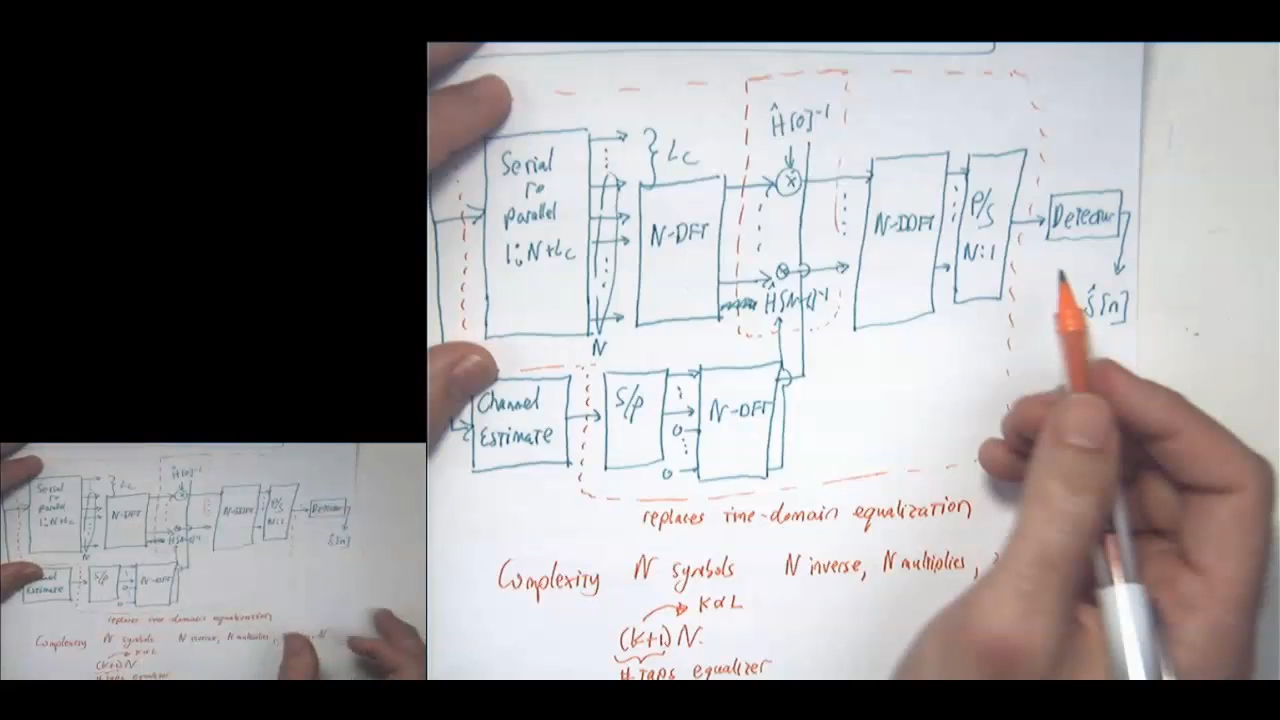 Serial
to
parallel
1:N+Lc
Lc
N
N-DFT
Ĥ[0]⁻¹
x
N-IDFT
P/S
N:1
Detector
ŝ[n]
Channel
Estimate
S/P
0
0
N-DFT
replaces time-domain equalization
Complexity N symbols N inverse, N multiplies,
K α L
(K+1)N
# Taps equalizer